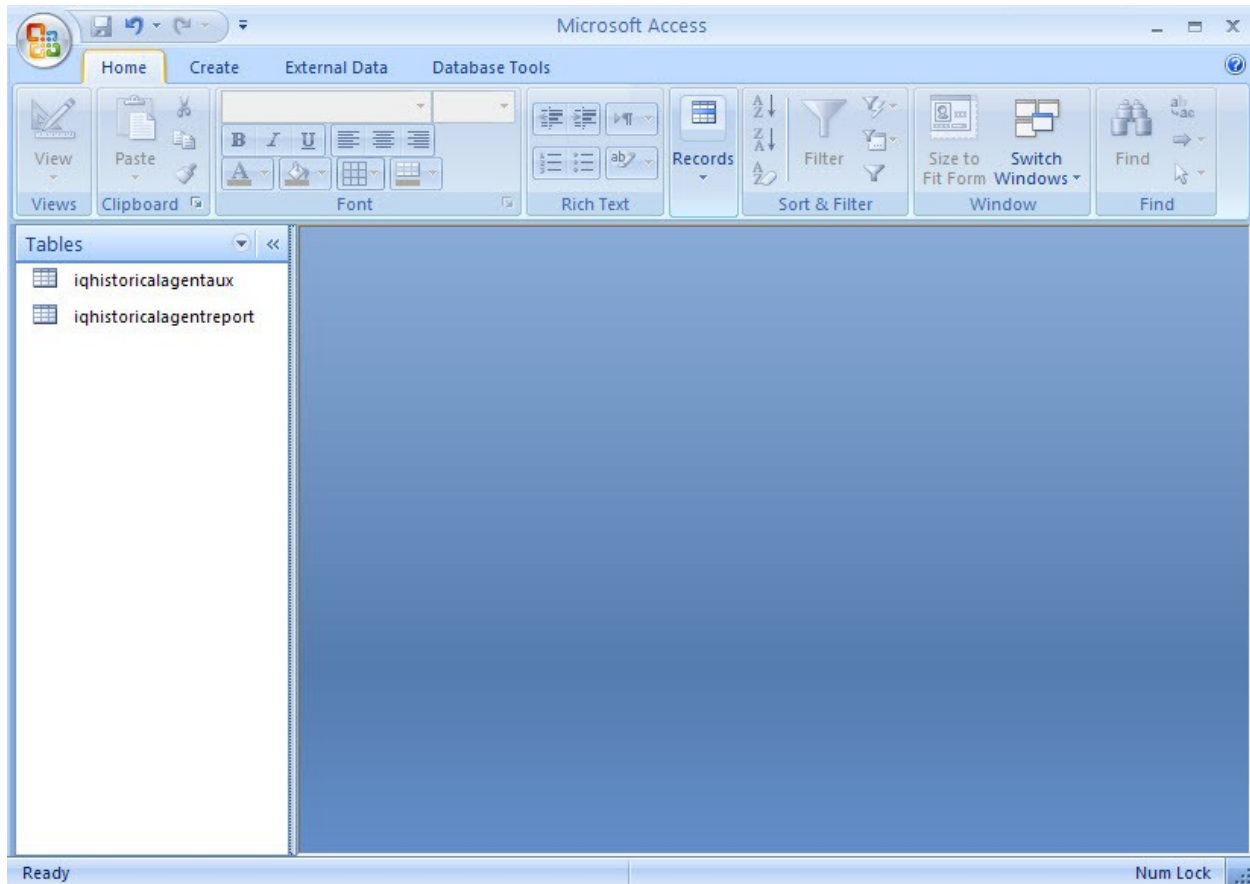 Microsoft Access
Home Create External Data Database Tools
View
Paste
B I U
A
ab
Records
A Z
Z A
A Z
Filter
Size to Fit Form
Switch Windows
Find
Views Clipboard Font Rich Text Sort & Filter Window Find
Tables
iqhistoricalagentaux
iqhistoricalagentreport
Ready Num Lock